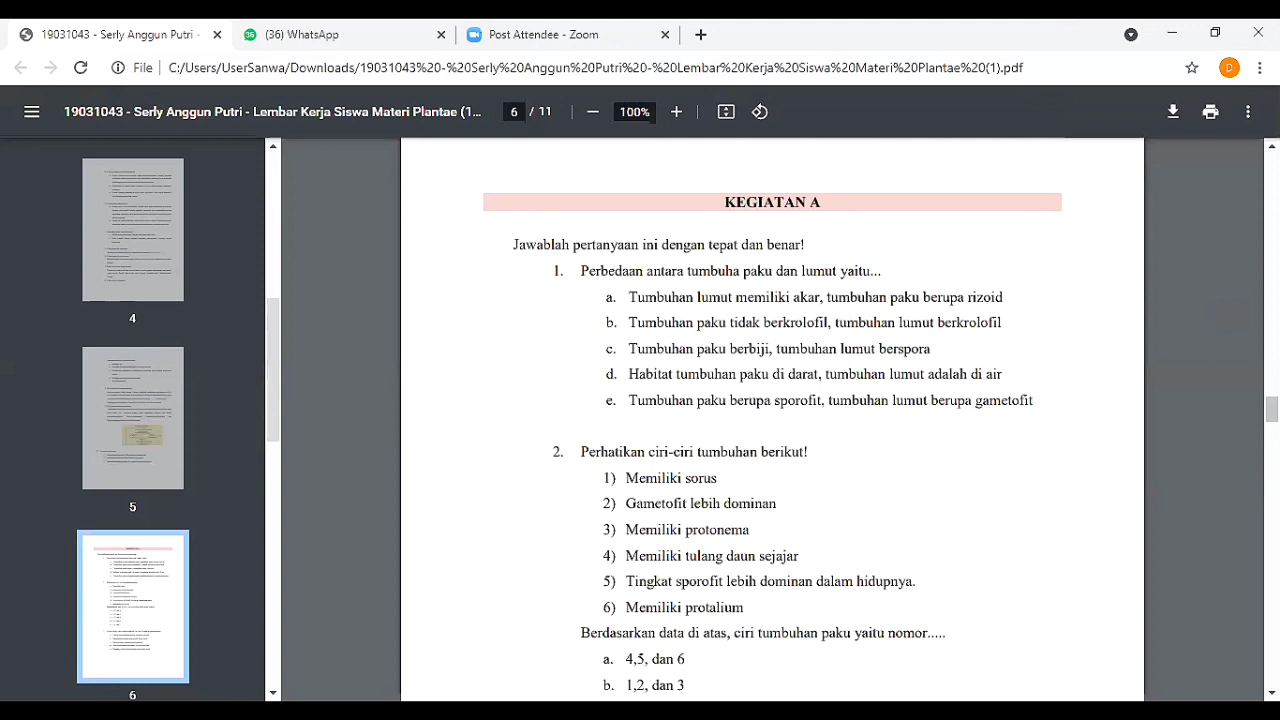 19031043 - Serly Anggun Putri -
(36) WhatsApp
Post Attendee - Zoom
File
C:/Users/UserSanwa/Downloads/19031043%20-%20Serly%20Anggun%20Putri%20-%20Lembar%20Kerja%20Siswa%20Materi%20Plantae%20(1).pdf
D
19031043 - Serly Anggun Putri - Lembar Kerja Siswa Materi Plantae (1...
6 / 11
100%
4
5
6
KEGIATAN A
Jawablah pertanyaan ini dengan tepat dan benar!
1. Perbedaan antara tumbuha paku dan lumut yaitu...
a. Tumbuhan lumut memiliki akar, tumbuhan paku berupa rizoid
b. Tumbuhan paku tidak berkrolofil, tumbuhan lumut berkrolofil
c. Tumbuhan paku berbiji, tumbuhan lumut berspora
d. Habitat tumbuhan paku di darat, tumbuhan lumut adalah di air
e. Tumbuhan paku berupa sporofit, tumbuhan lumut berupa gametofit
2. Perhatikan ciri-ciri tumbuhan berikut!
1) Memiliki sorus
2) Gametofit lebih dominan
3) Memiliki protonema
4) Memiliki tulang daun sejajar
5) Tingkat sporofit lebih dominan dalam hidupnya.
6) Memiliki protalium
Berdasarkan data di atas, ciri tumbuhan paku yaitu nomor.....
a. 4,5, dan 6
b. 1,2, dan 3